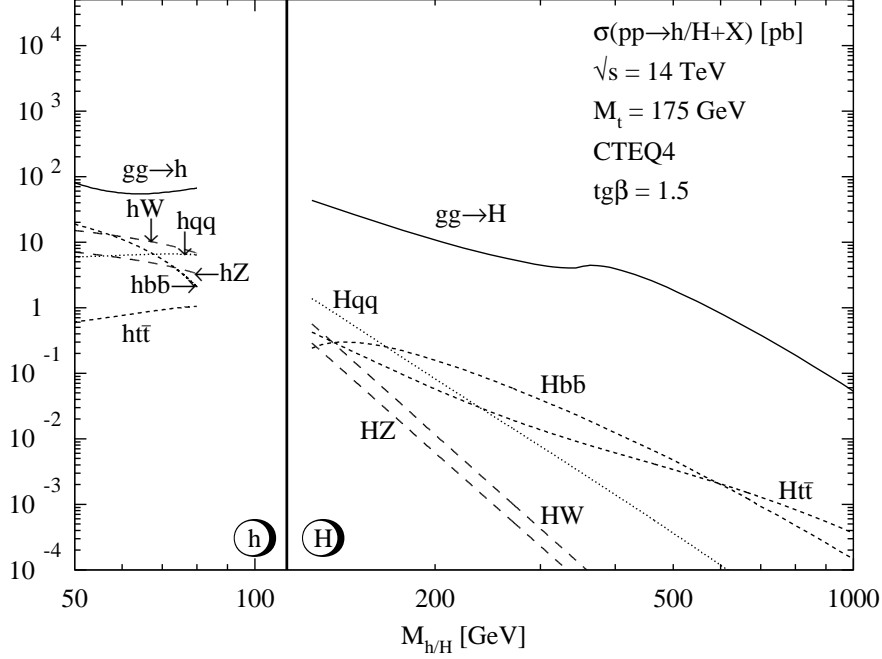 σ(pp→h/H+X) [pb]
√s = 14 TeV
M_t = 175 GeV
CTEQ4
tgβ = 1.5
gg→h
hW
hqq
hZ
hbb̄
htt̄
gg→H
Hqq
Hbb̄
HZ
HW
Htt̄
h
H
10^4
10^3
10^2
10
1
10^-1
10^-2
10^-3
10^-4
10
50
100
200
500
1000
M_h/H [GeV]